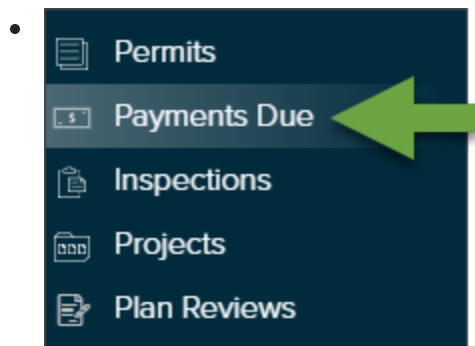 Permits
Payments Due
Inspections
Projects
Plan Reviews